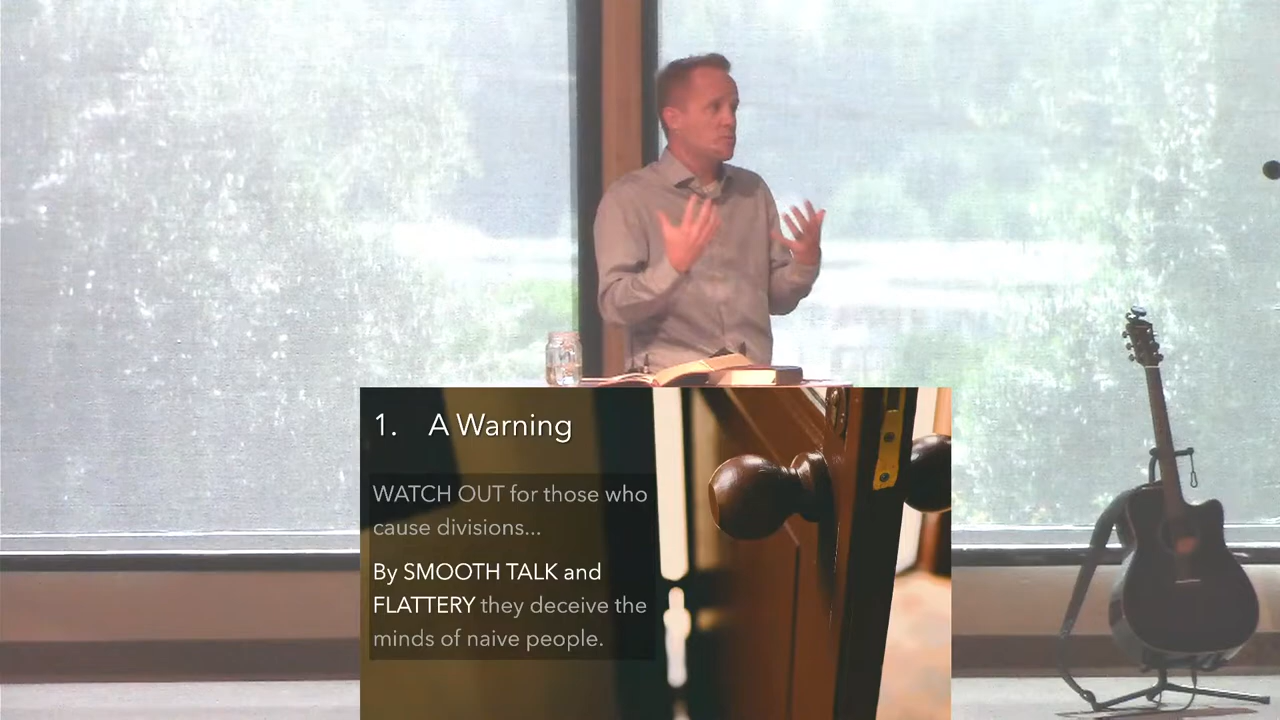 1. A Warning
WATCH OUT for those who
cause divisions...
By SMOOTH TALK and
FLATTERY they deceive the
minds of naive people.